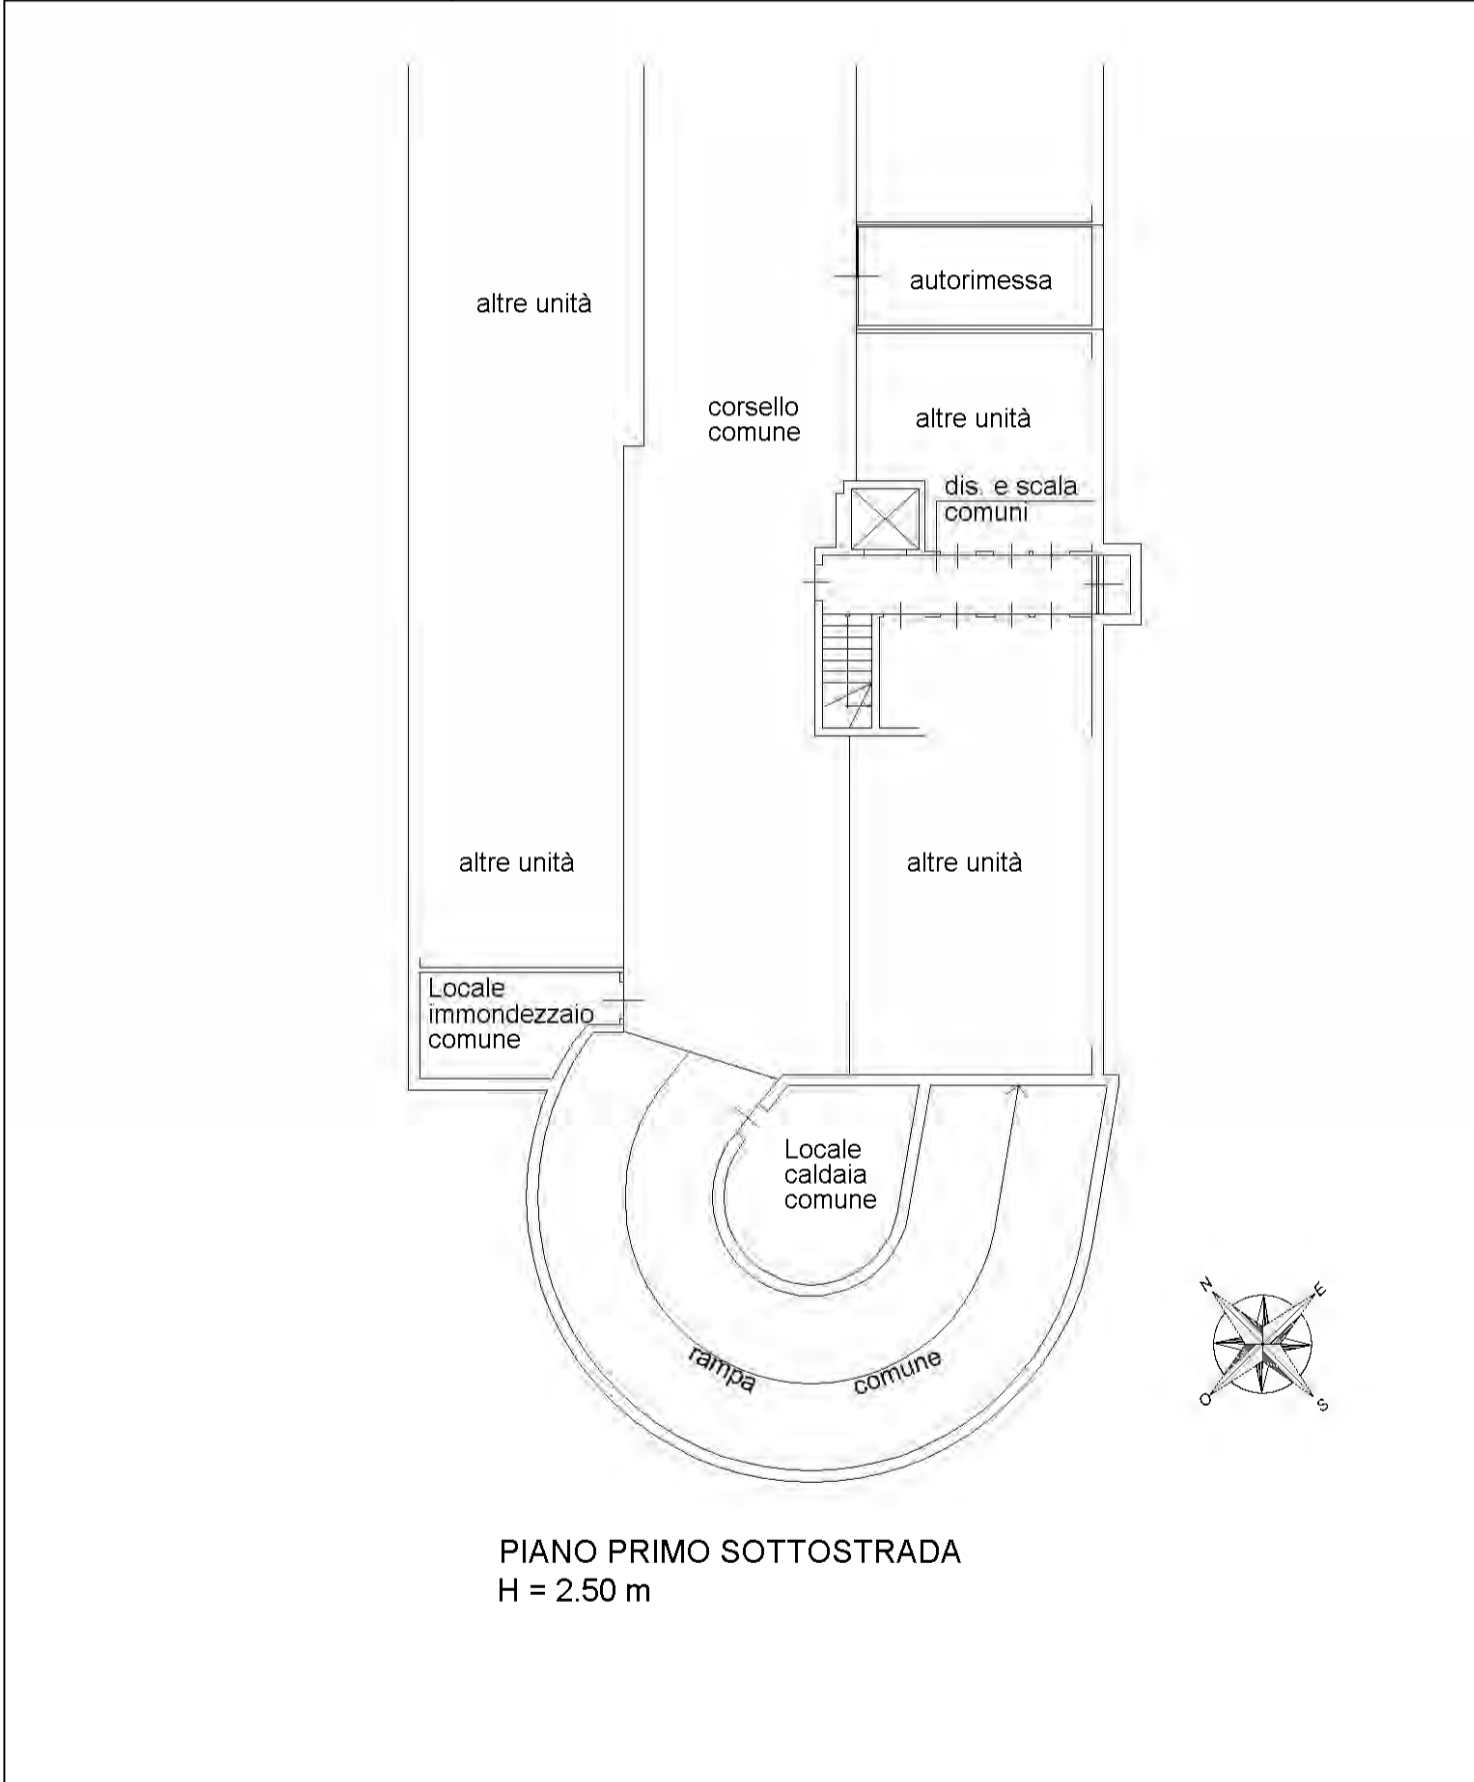 autorimessa
altre unità
corsello
comune
altre unità
dis. e scala
comuni
altre unità
altre unità
Locale
immondezzaio
comune
Locale
caldaia
comune
N
E
O
S
rampa comune
PIANO PRIMO SOTTOSTRADA
H = 2.50 m